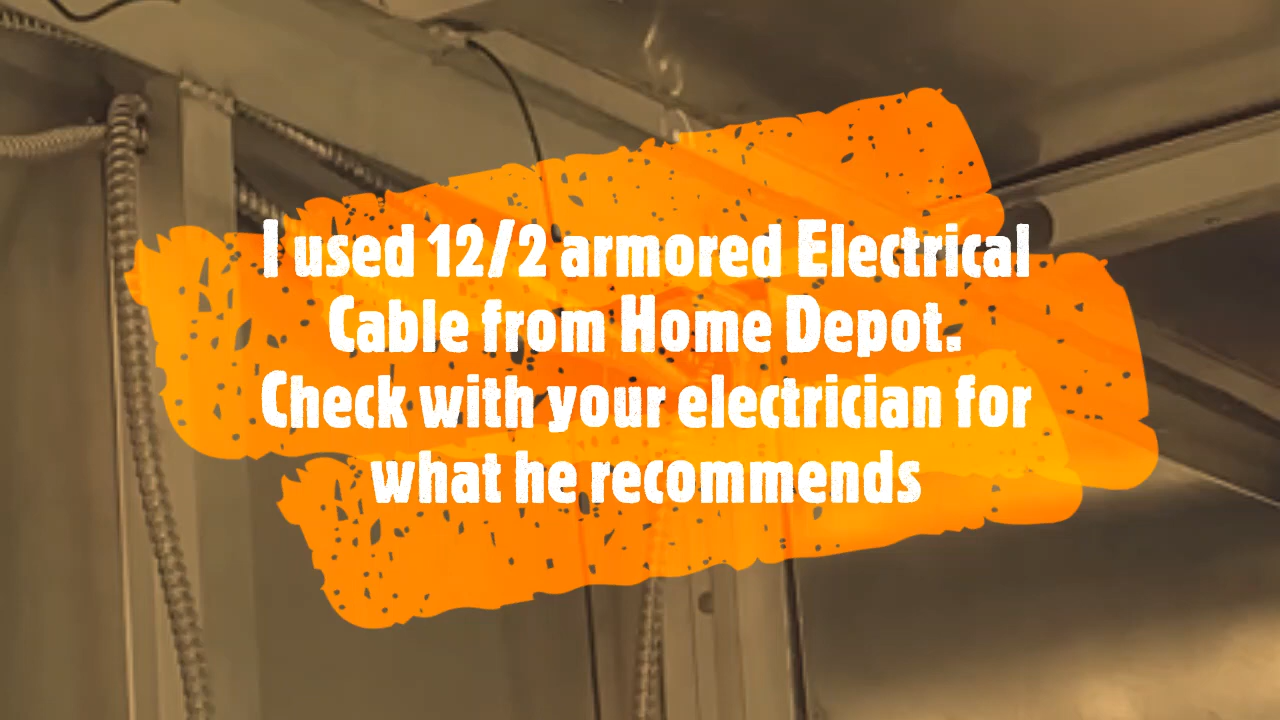 I used 12/2 armored Electrical
Cable from Home Depot.
Check with your electrician for
what he recommends